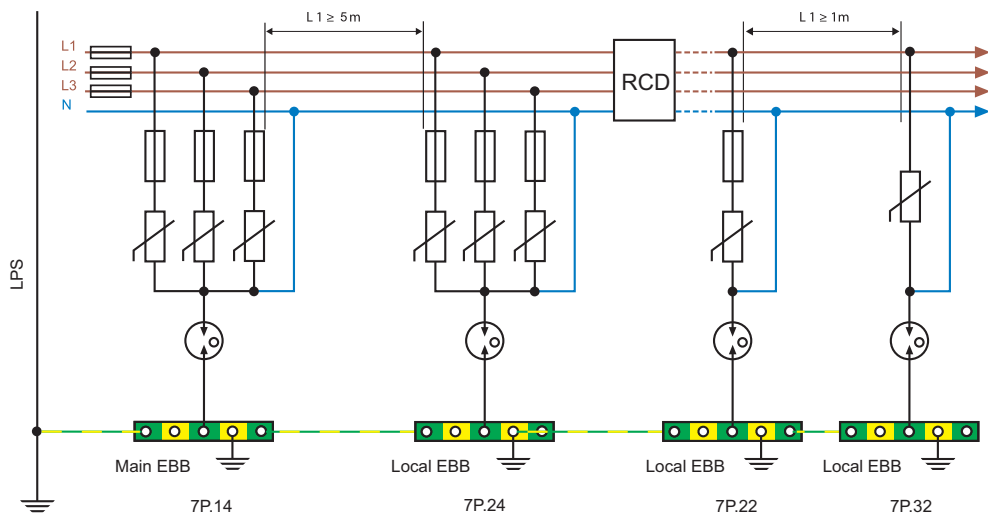 L 1 ≥ 5 m
L 1 ≥ 1m
L1
L2
L3
N
RCD
LPS
Main EBB
Local EBB
Local EBB
Local EBB
7P.14
7P.24
7P.22
7P.32